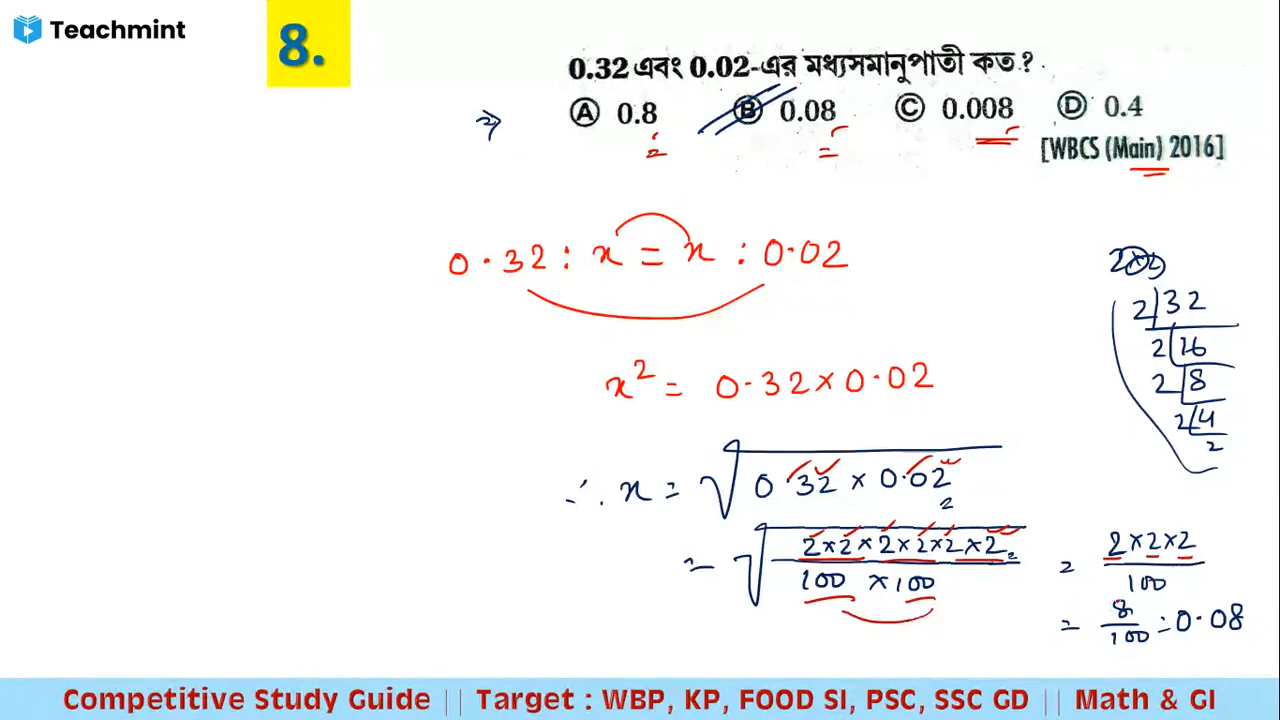 Teachmint
8.
0.32 এবং 0.02-এর মধ্যসমানুপাতী কত ?
⇒ Ⓐ 0.8 Ⓑ 0.08 Ⓒ 0.008 Ⓓ 0.4
[WBCS (Main) 2016]
0.32 : x = x : 0.02
x² = 0.32 × 0.02
∴ x = √0.32 × 0.02
= √2×2×2×2×2×2
100 × 100
= 2×2×2
100
= 8/100 = 0.08
2 32
2 16
2 8
2 4
2
Competitive Study Guide || Target : WBP, KP, FOOD SI, PSC, SSC GD || Math & GI